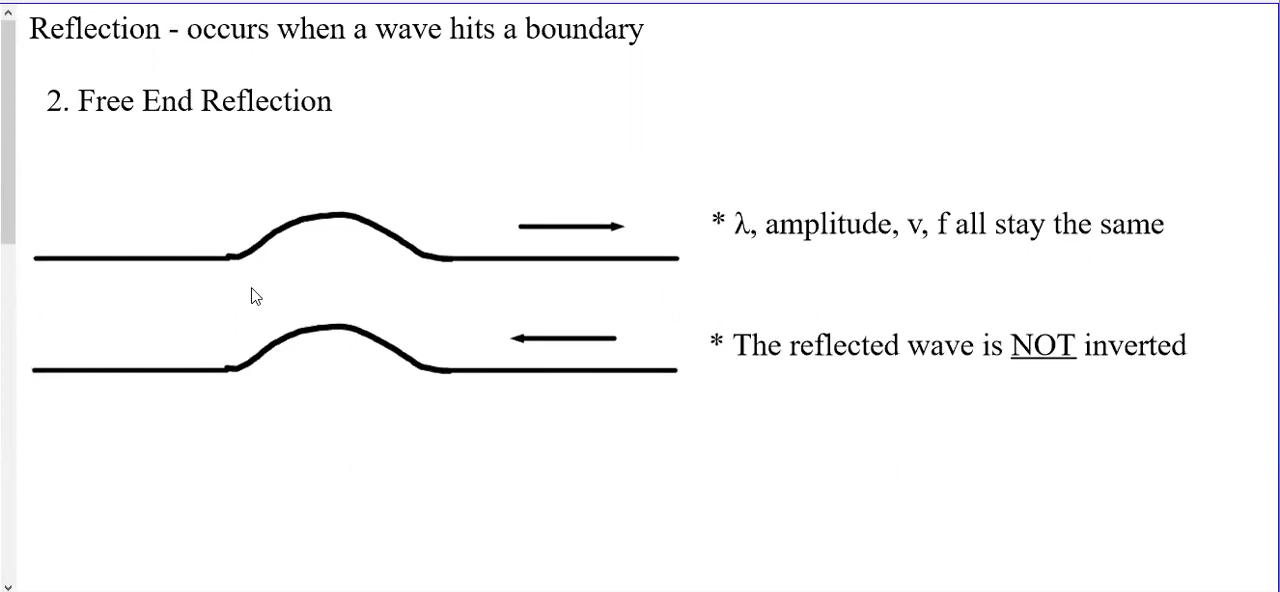 Reflection - occurs when a wave hits a boundary
2. Free End Reflection
* λ, amplitude, v, f all stay the same
* The reflected wave is NOT inverted